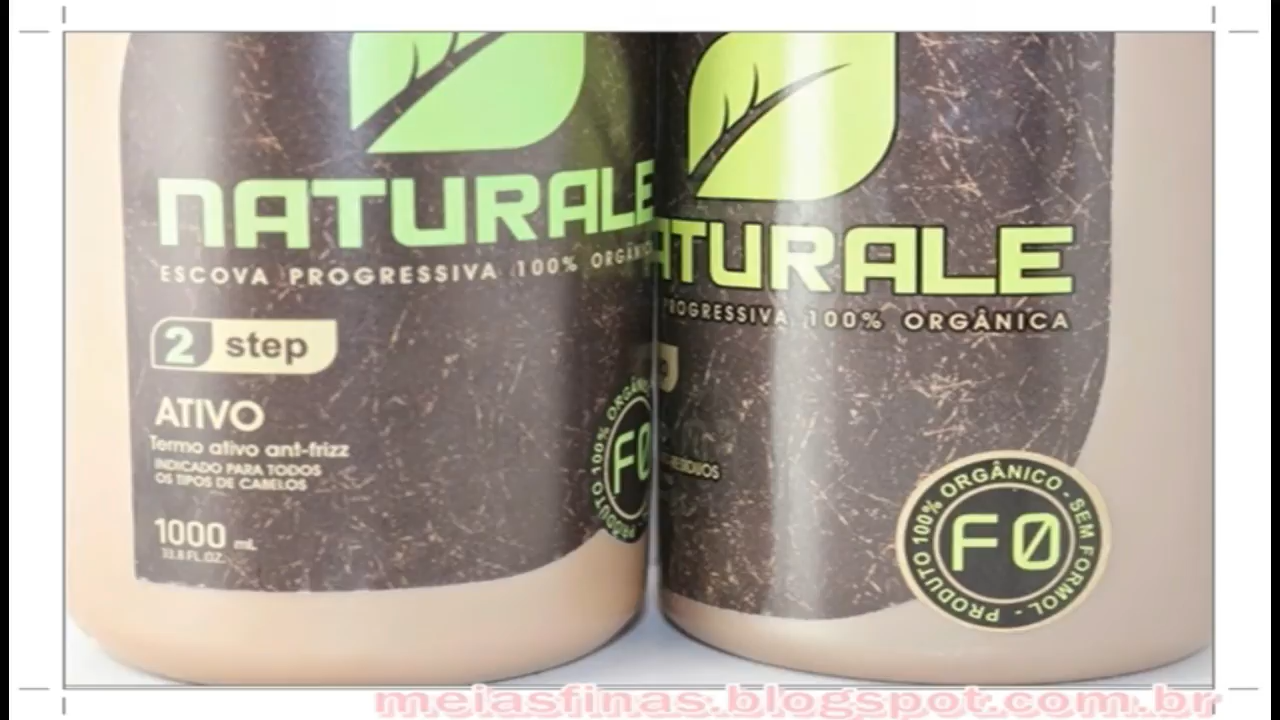 NATURALE
ESCOVA PROGRESSIVA 100% ORGÂNIC
2 step
ATIVO
Termo ativo ant-frizz
INDICADO PARA TODOS
OS TIPOS DE CABELOS
1000 mL
33.8 FL.OZ.
PRODUTO 100% ORGÂN
F0
ATURALE
PROGRESSIVA 100% ORGÂNICA
PRODUTO 100% ORGÂNICO - SEM FORMOL -
F0
meiasfinas.blogspot.com.br